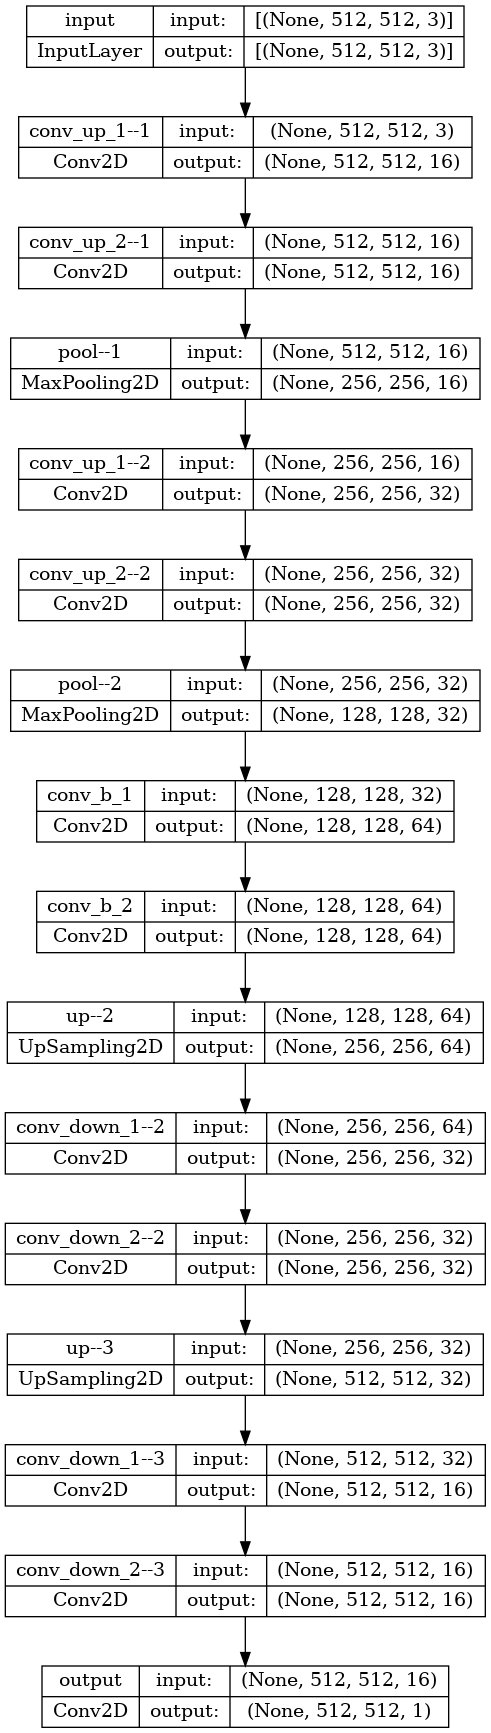 input input: [(None, 512, 512, 3)]
InputLayer output: [(None, 512, 512, 3)]
conv_up_1--1 input: (None, 512, 512, 3)
Conv2D output: (None, 512, 512, 16)
conv_up_2--1 input: (None, 512, 512, 16)
Conv2D output: (None, 512, 512, 16)
pool--1 input: (None, 512, 512, 16)
MaxPooling2D output: (None, 256, 256, 16)
conv_up_1--2 input: (None, 256, 256, 16)
Conv2D output: (None, 256, 256, 32)
conv_up_2--2 input: (None, 256, 256, 32)
Conv2D output: (None, 256, 256, 32)
pool--2 input: (None, 256, 256, 32)
MaxPooling2D output: (None, 128, 128, 32)
conv_b_1 input: (None, 128, 128, 32)
Conv2D output: (None, 128, 128, 64)
conv_b_2 input: (None, 128, 128, 64)
Conv2D output: (None, 128, 128, 64)
up--2 input: (None, 128, 128, 64)
UpSampling2D output: (None, 256, 256, 64)
conv_down_1--2 input: (None, 256, 256, 64)
Conv2D output: (None, 256, 256, 32)
conv_down_2--2 input: (None, 256, 256, 32)
Conv2D output: (None, 256, 256, 32)
up--3 input: (None, 256, 256, 32)
UpSampling2D output: (None, 512, 512, 32)
conv_down_1--3 input: (None, 512, 512, 32)
Conv2D output: (None, 512, 512, 16)
conv_down_2--3 input: (None, 512, 512, 16)
Conv2D output: (None, 512, 512, 16)
output input: (None, 512, 512, 16)
Conv2D output: (None, 512, 512, 1)